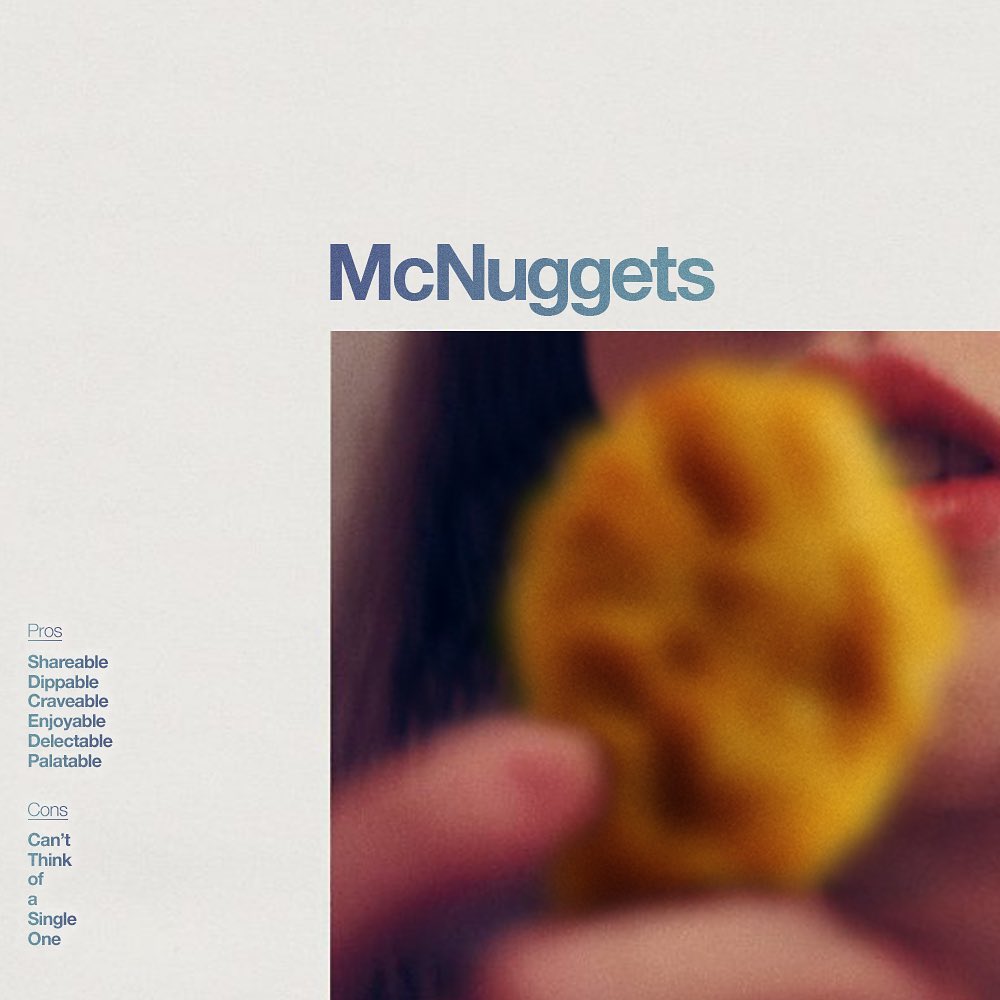 McNuggets
Pros
Shareable
Dippable
Craveable
Enjoyable
Delectable
Palatable
Cons
Can’t
Think
of
a
Single
One